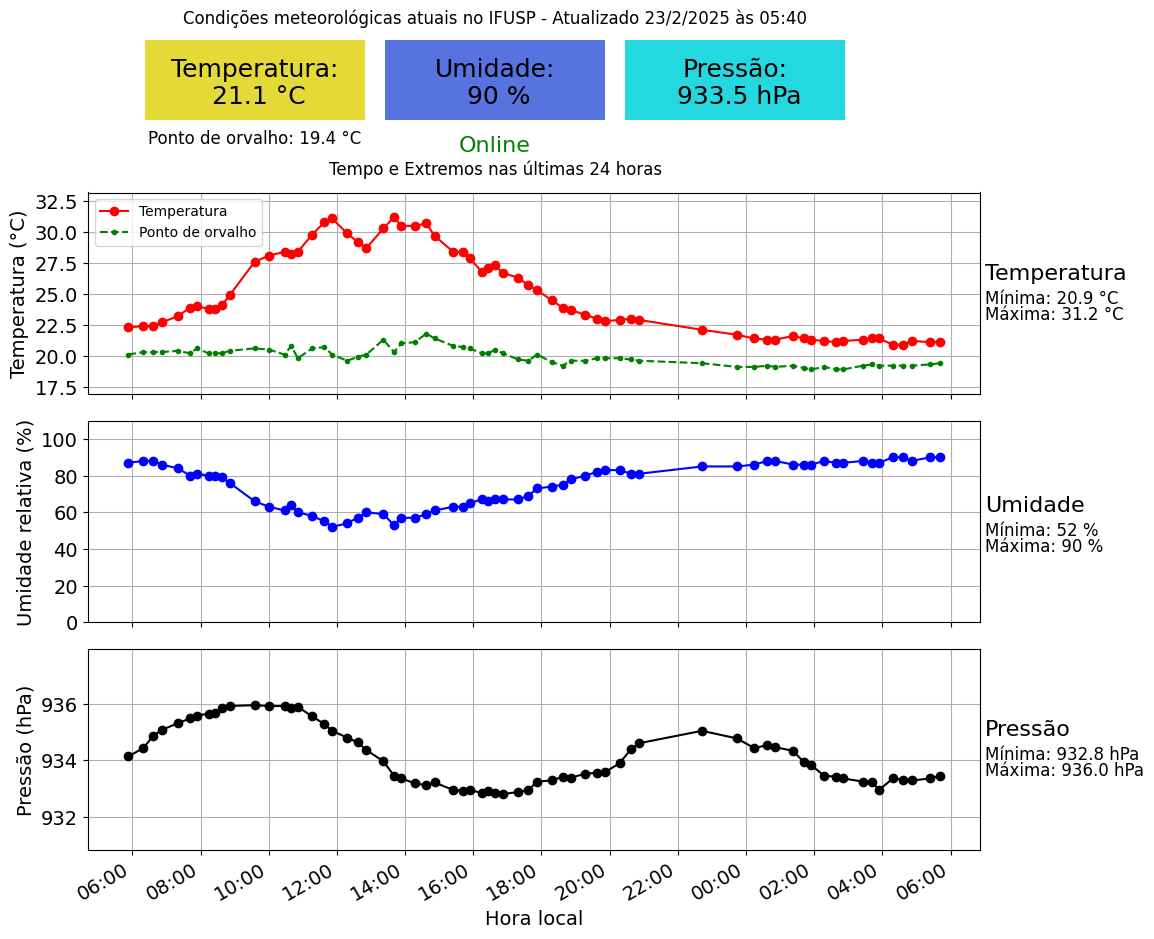 Condições meteorológicas atuais no IFUSP - Atualizado 23/2/2025 às 05:40
Temperatura:
21.1 °C
Umidade:
90 %
Pressão:
933.5 hPa
Ponto de orvalho: 19.4 °C
Online
Tempo e Extremos nas últimas 24 horas
Temperatura (°C)
32.5
30.0
27.5
25.0
22.5
20.0
17.5
Temperatura
Ponto de orvalho
Temperatura
Mínima: 20.9 °C
Máxima: 31.2 °C
Umidade relativa (%)
100
80
60
40
20
0
Umidade
Mínima: 52 %
Máxima: 90 %
Pressão (hPa)
936
934
932
Pressão
Mínima: 932.8 hPa
Máxima: 936.0 hPa
06:00 08:00 10:00 12:00 14:00 16:00 18:00 20:00 22:00 00:00 02:00 04:00 06:00
Hora local